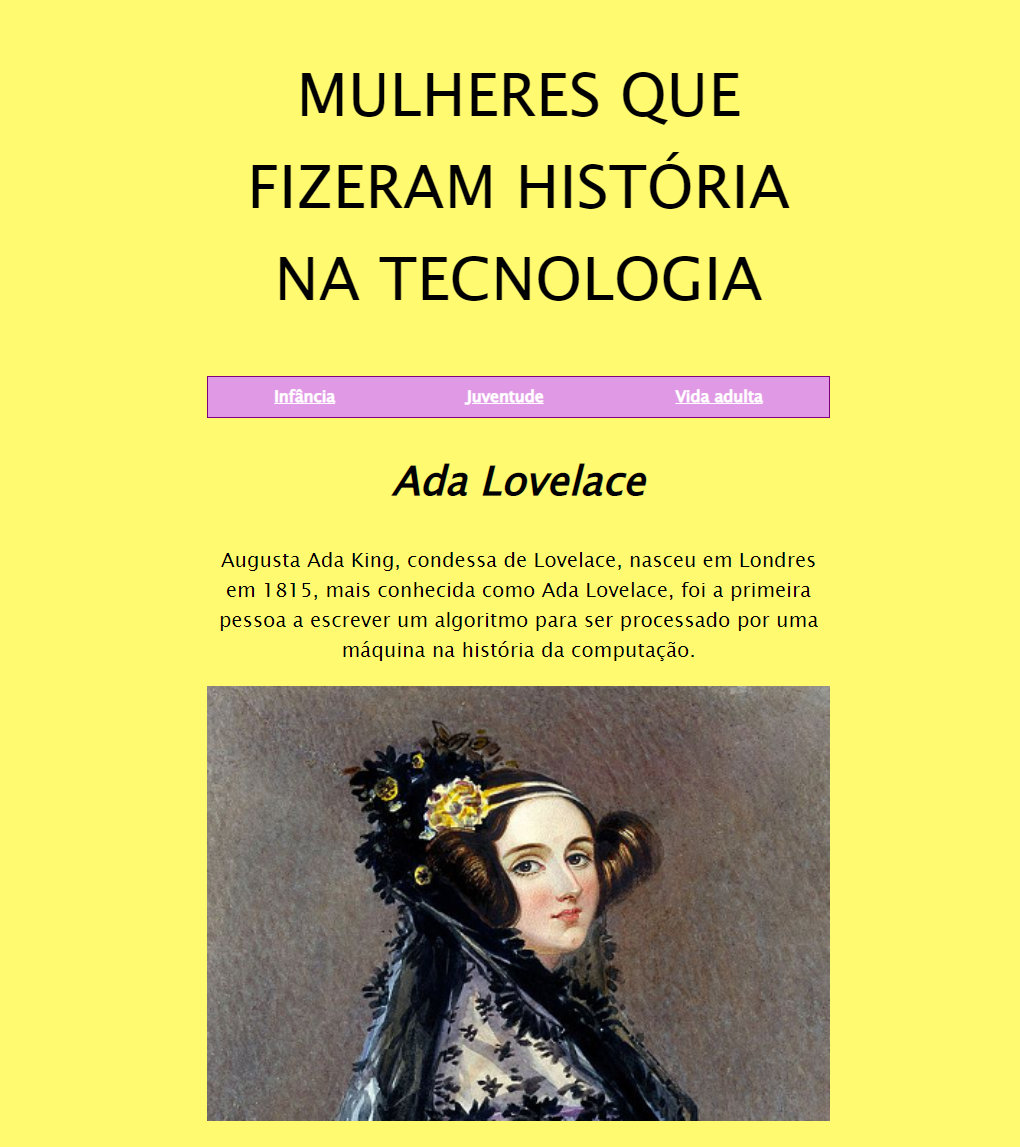 MULHERES QUE
FIZERAM HISTÓRIA
NA TECNOLOGIA
Infância
Juventude
Vida adulta
Ada Lovelace
Augusta Ada King, condessa de Lovelace, nasceu em Londres
em 1815, mais conhecida como Ada Lovelace, foi a primeira
pessoa a escrever um algoritmo para ser processado por uma
máquina na história da computação.